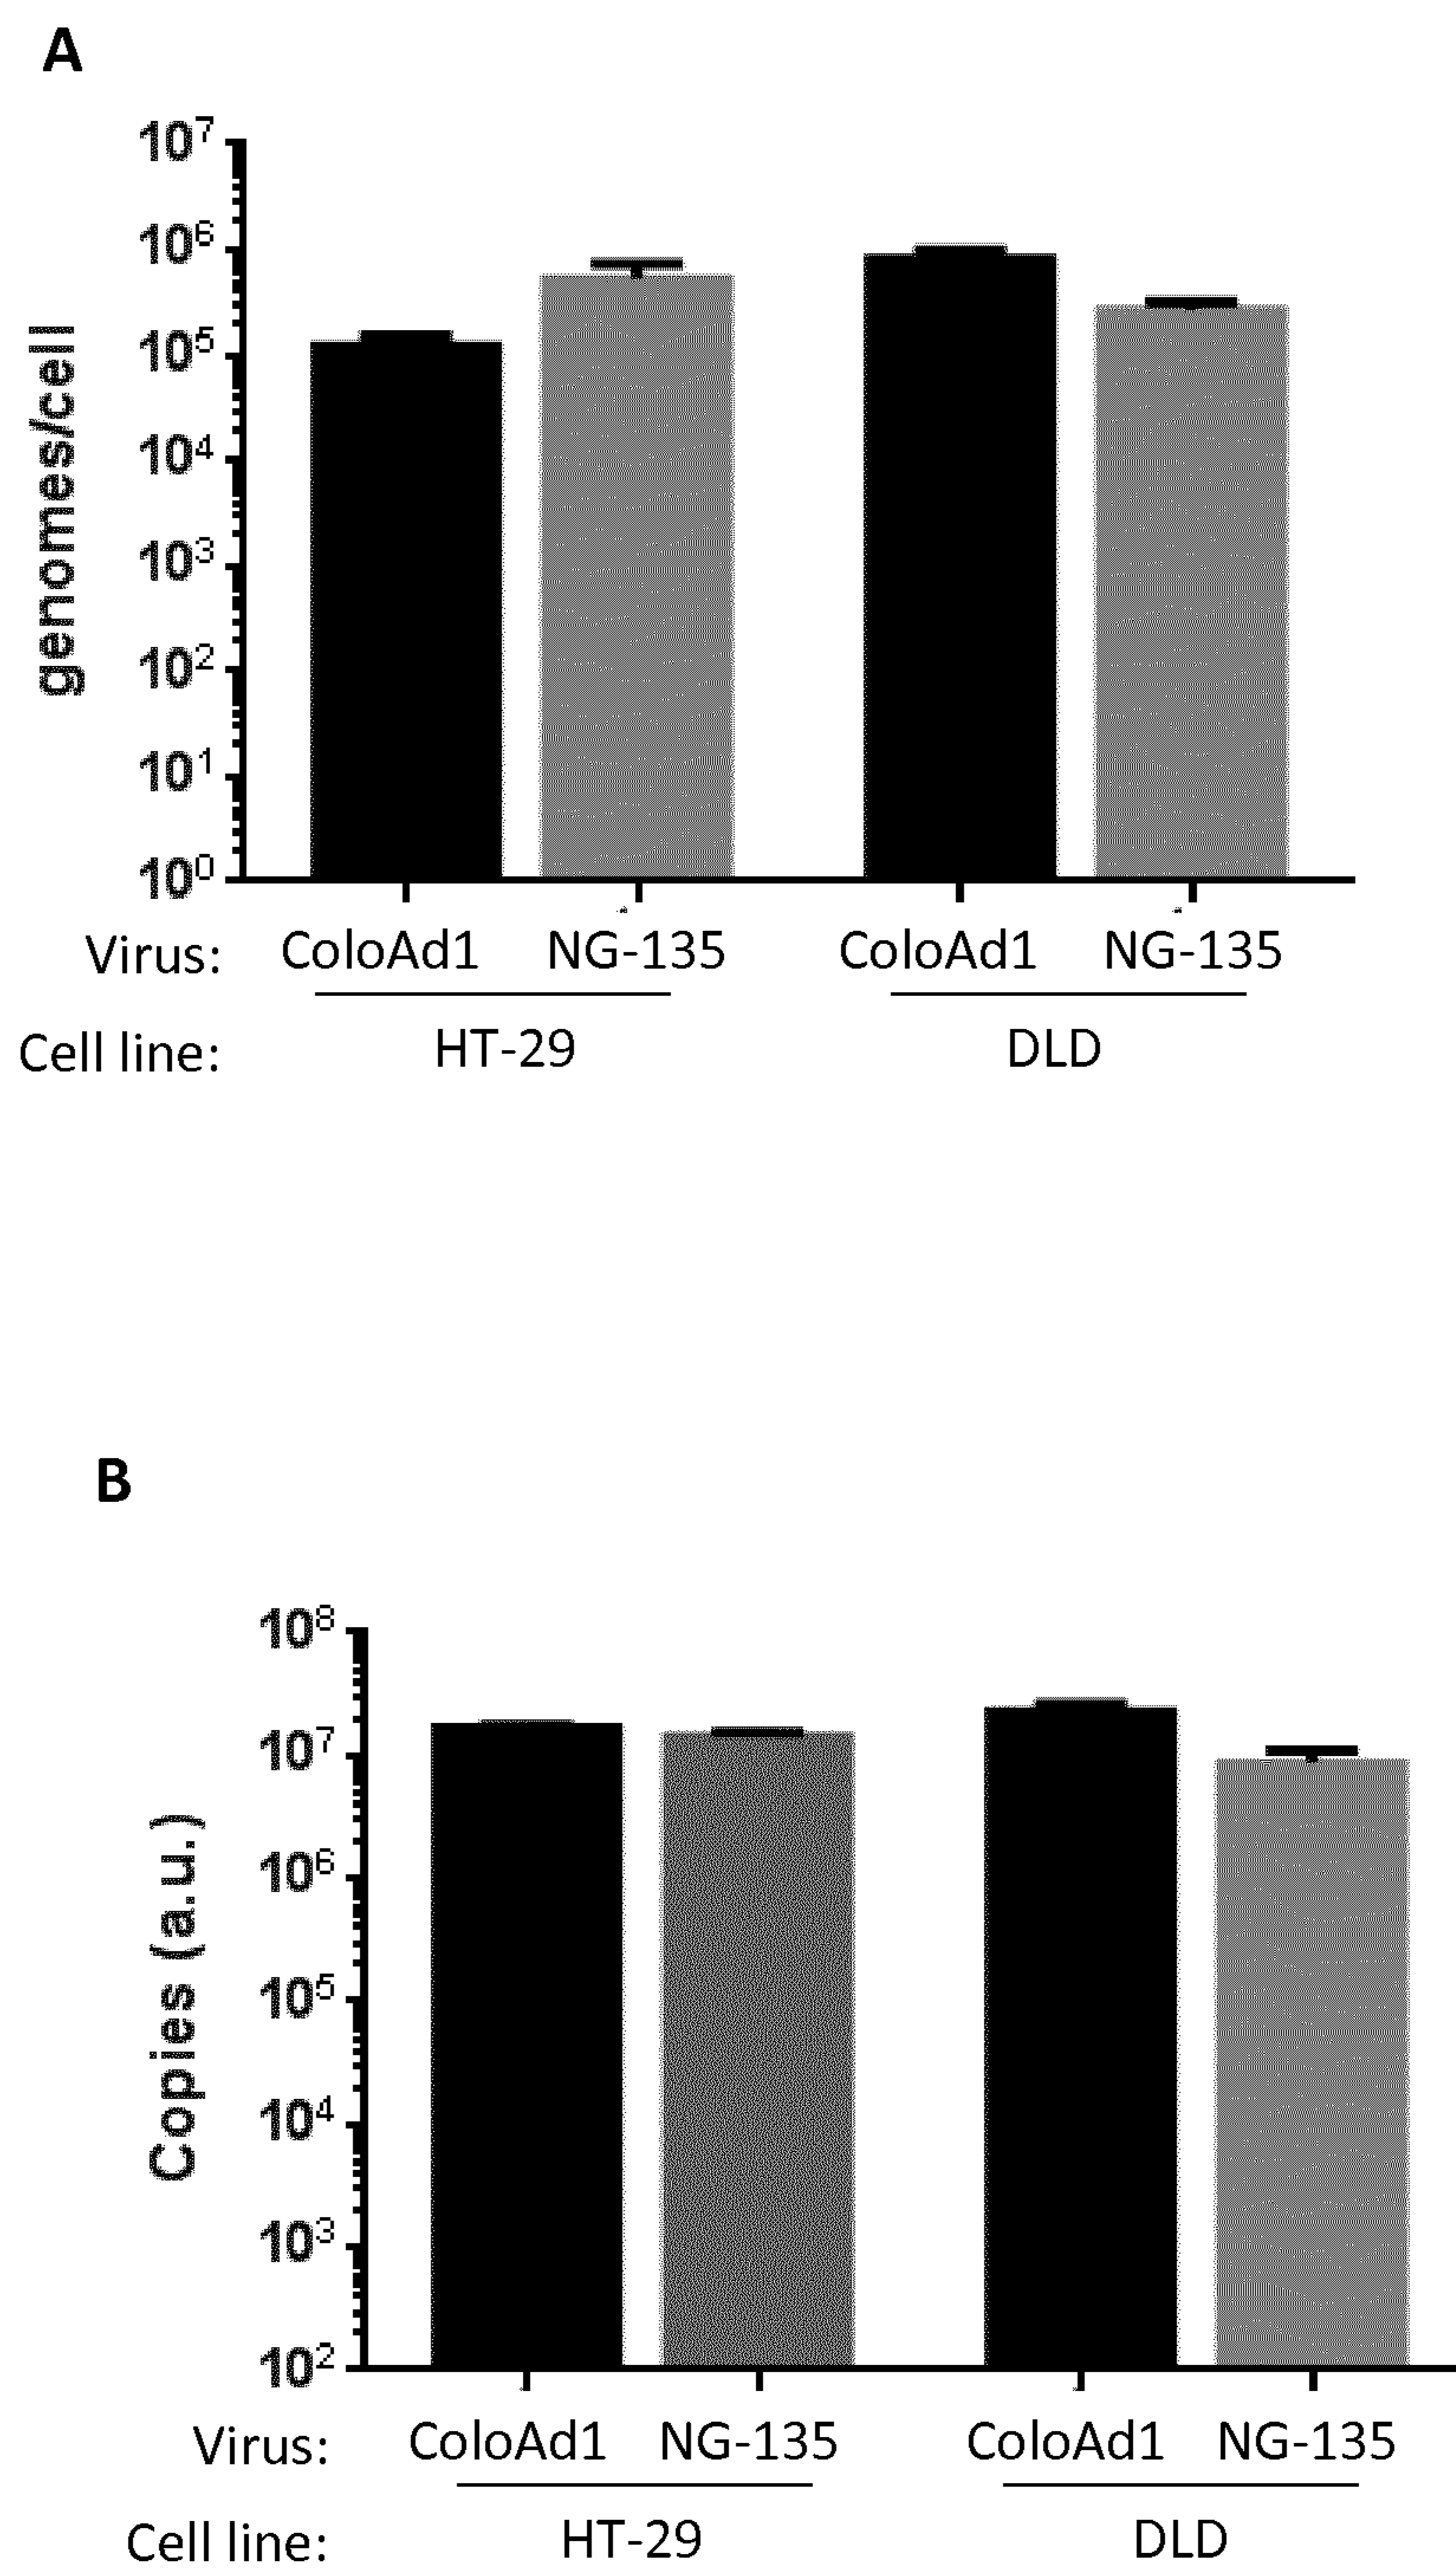 A
10⁷
10⁶
10⁵
10⁴
10³
10²
10¹
10⁰
genomes/cell
Virus: ColoAd1 NG-135 ColoAd1 NG-135
Cell line: HT-29 DLD
B
10⁸
10⁷
10⁶
10⁵
10⁴
10³
10²
Copies (a.u.)
Virus: ColoAd1 NG-135 ColoAd1 NG-135
Cell line: HT-29 DLD